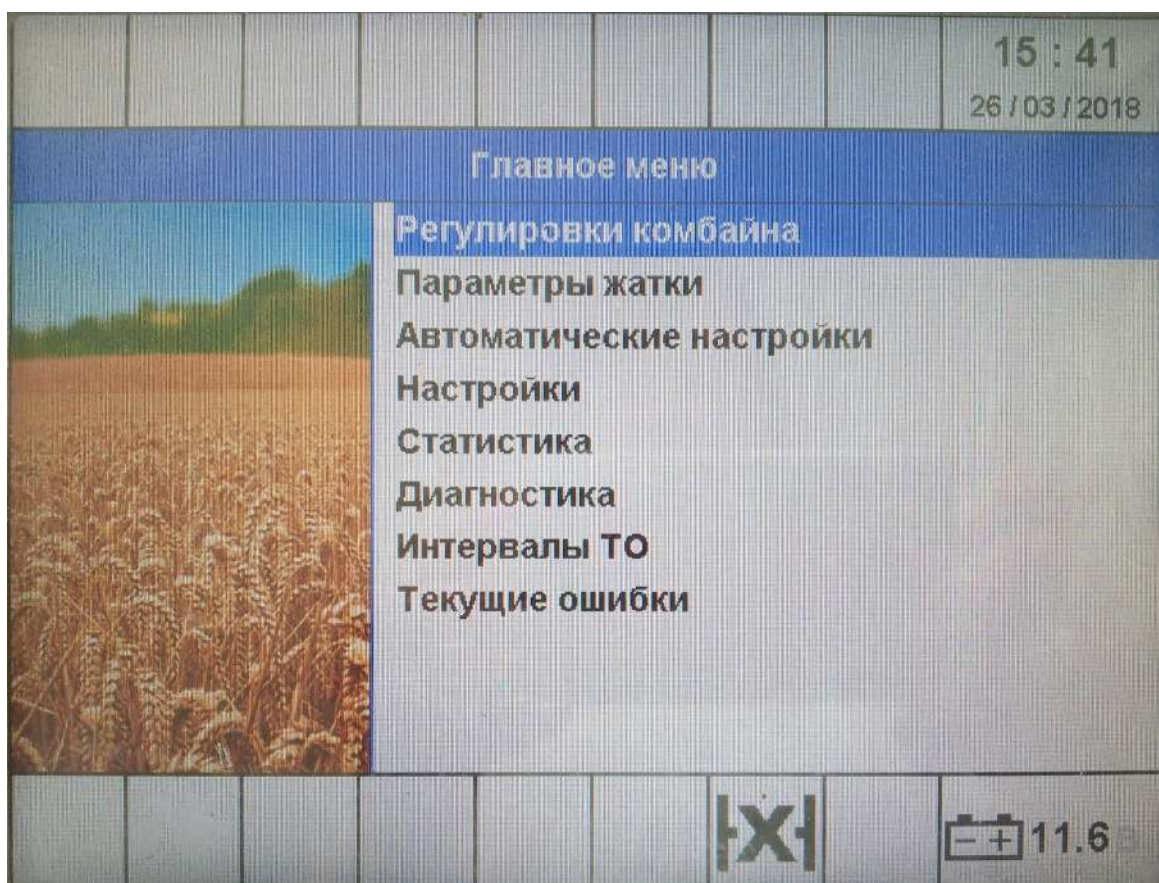 15 : 41
26 / 03 / 2018
Главное меню
Регулировки комбайна
Параметры жатки
Автоматические настройки
Настройки
Статистика
Диагностика
Интервалы ТО
Текущие ошибки
X
- + 11.6